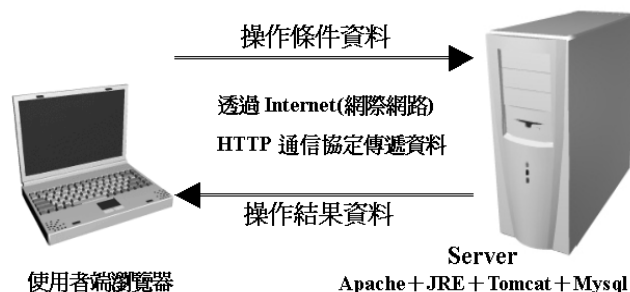 操作條件資料
透過 Internet(網際網路)
HTTP 通信協定傳遞資料
操作結果資料
使用者端瀏覽器
Server
Apache＋JRE＋Tomcat＋Mysql